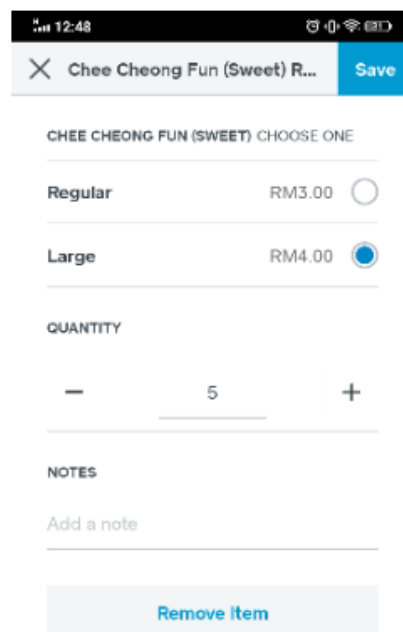 12:48
Chee Cheong Fun (Sweet) R... Save
CHEE CHEONG FUN (SWEET) CHOOSE ONE
Regular RM3.00
Large RM4.00
QUANTITY
− 5 +
NOTES
Add a note
Remove Item